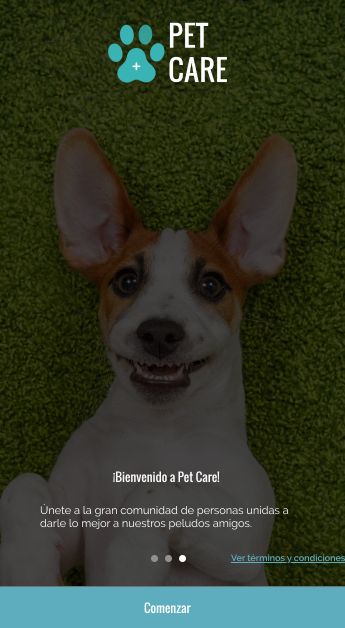 PET
CARE
¡Bienvenido a Pet Care!
Únete a la gran comunidad de personas unidas a
darle lo mejor a nuestros peludos amigos.
Ver términos y condiciones
Comenzar